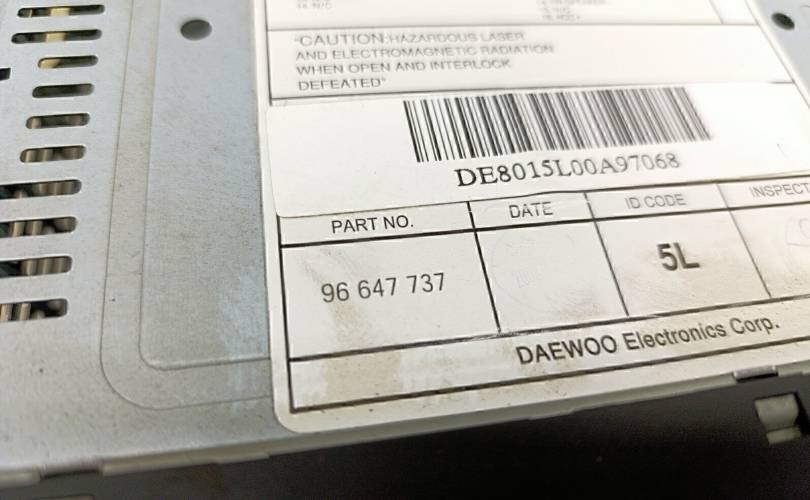 "CAUTION:HAZARDOUS LASER
AND ELECTROMAGNETIC RADIATION
WHEN OPEN AND INTERLOCK
DEFEATED"
DE8015L00A97068
PART NO. DATE ID CODE INSPECT
96 647 737 5L
DAEWOO Electronics Corp.